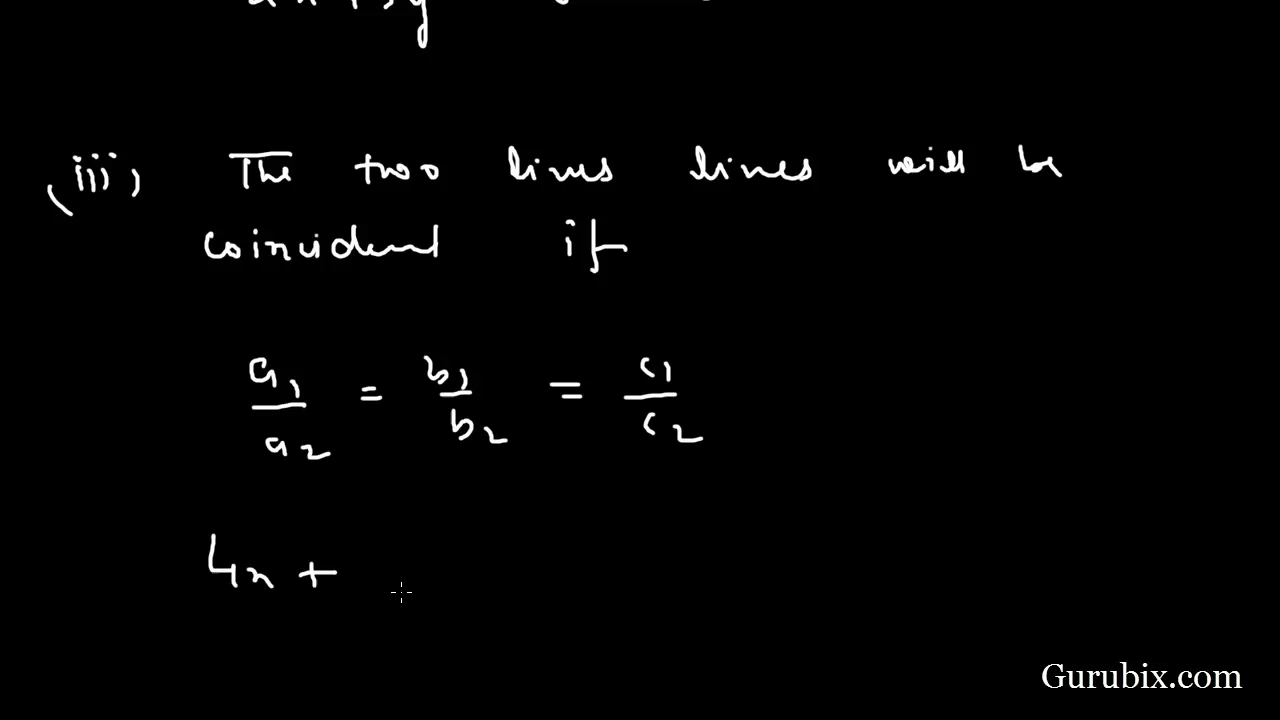 (iii) The two lines lines will be
coincident if
a1/a2 = b1/b2 = c1/c2
4x +
Gurubix.com